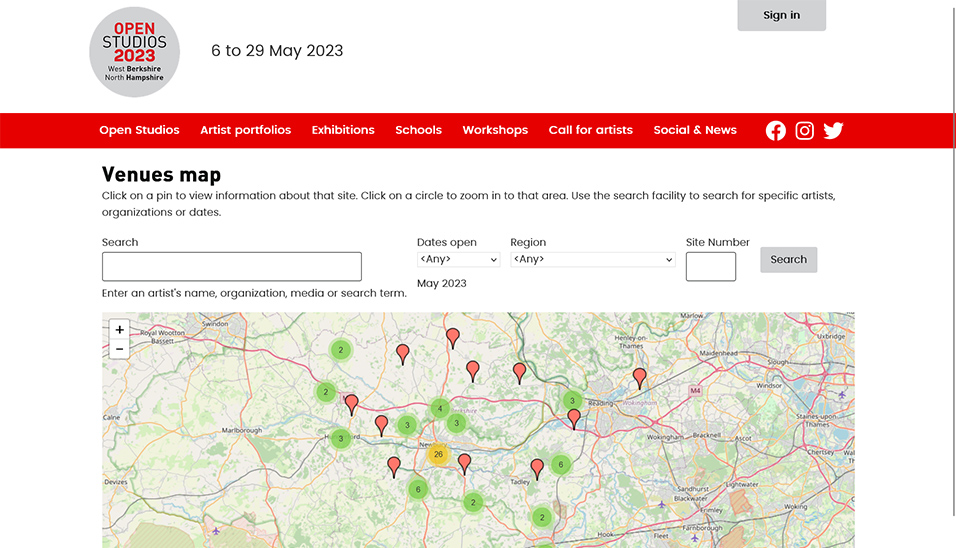 Sign in
OPEN
STUDIOS
2023
West Berkshire
North Hampshire
6 to 29 May 2023
Open Studios Artist portfolios Exhibitions Schools Workshops Call for artists Social & News
Venues map
Click on a pin to view information about that site. Click on a circle to zoom in to that area. Use the search facility to search for specific artists,
organizations or dates.
Search Dates open Region Site Number
<Any> <Any> Search
May 2023
Enter an artist's name, organization, media or search term.
+
−
Swindon
Royal Wootton
Bassett
Marlow
Henley-on-
Thames
Uxbridge
Maidenhead
Slough
2
2
M4
Windsor
3
Reading
Wokingham
4
3
3
Calne
Marlborough
3
Staines-upon-
Thames
Wokingham
Bracknell
Ascot
Chertsey
26
6
Devizes
Tadley
6
Sandhurst
Lightwater
Blackwater
Woking
2
Frimley
2
Farnborough
Hook
Fleet